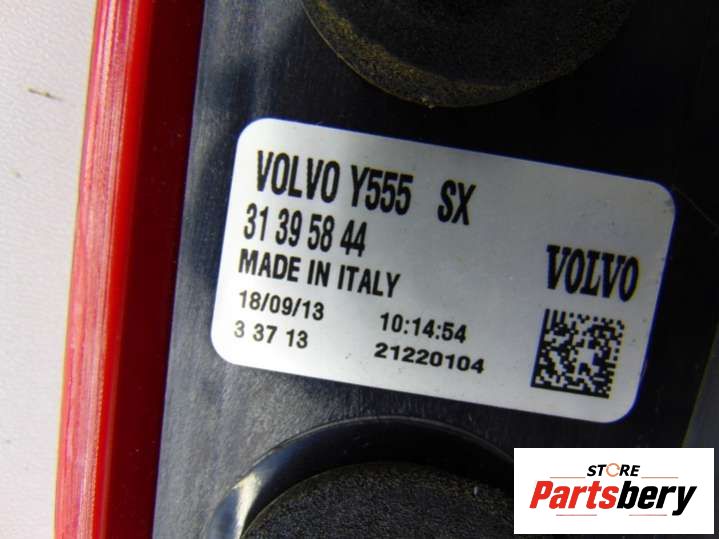 VOLVO Y555 SX
31 39 58 44
MADE IN ITALY
VOLVO
18/09/13 10:14:54
3 37 13 21220104
STORE
Partsbery